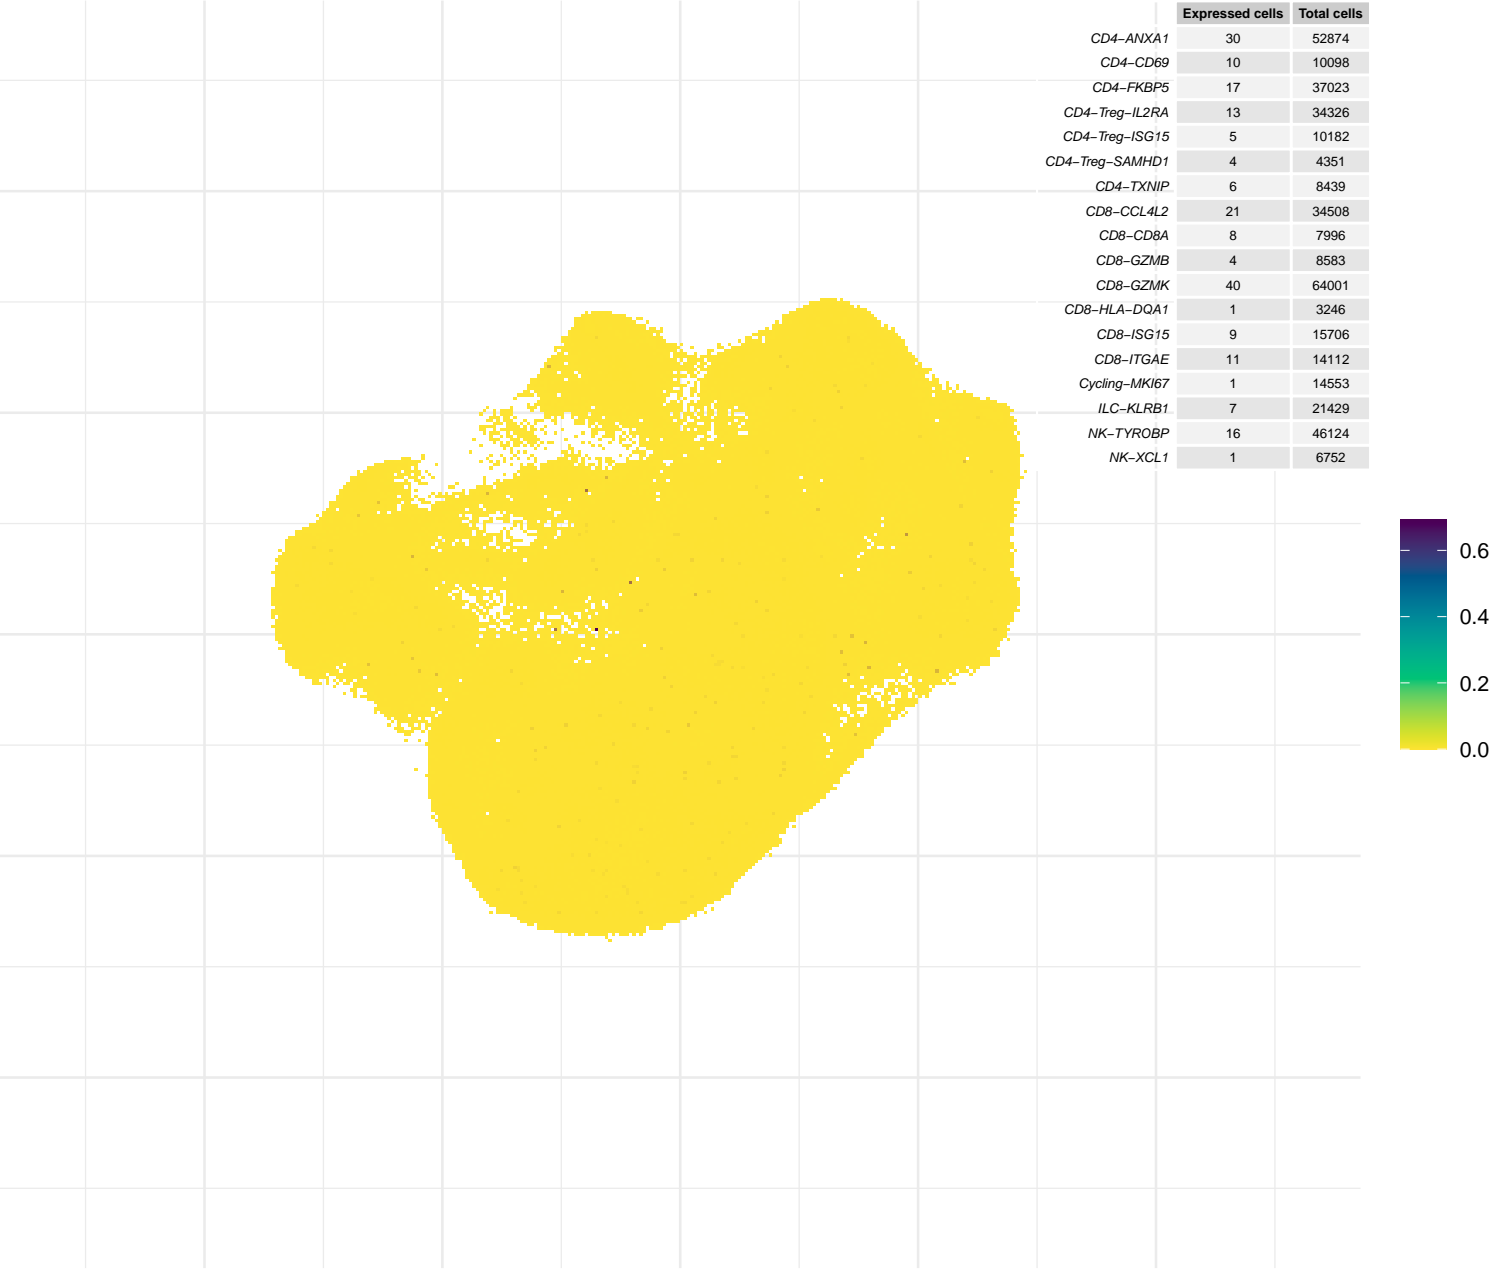 Expressed cells Total cells
CD4−ANXA1 30 52874
CD4−CD69 10 10098
CD4−FKBP5 17 37023
CD4−Treg−IL2RA 13 34326
CD4−Treg−ISG15 5 10182
CD4−Treg−SAMHD1 4 4351
CD4−TXNIP 6 8439
CD8−CCL4L2 21 34508
CD8−CD8A 8 7996
CD8−GZMB 4 8583
CD8−GZMK 40 64001
CD8−HLA−DQA1 1 3246
CD8−ISG15 9 15706
CD8−ITGAE 11 14112
Cycling−MKI67 1 14553
ILC−KLRB1 7 21429
NK−TYROBP 16 46124
NK−XCL1 1 6752
0.6
0.4
0.2
0.0